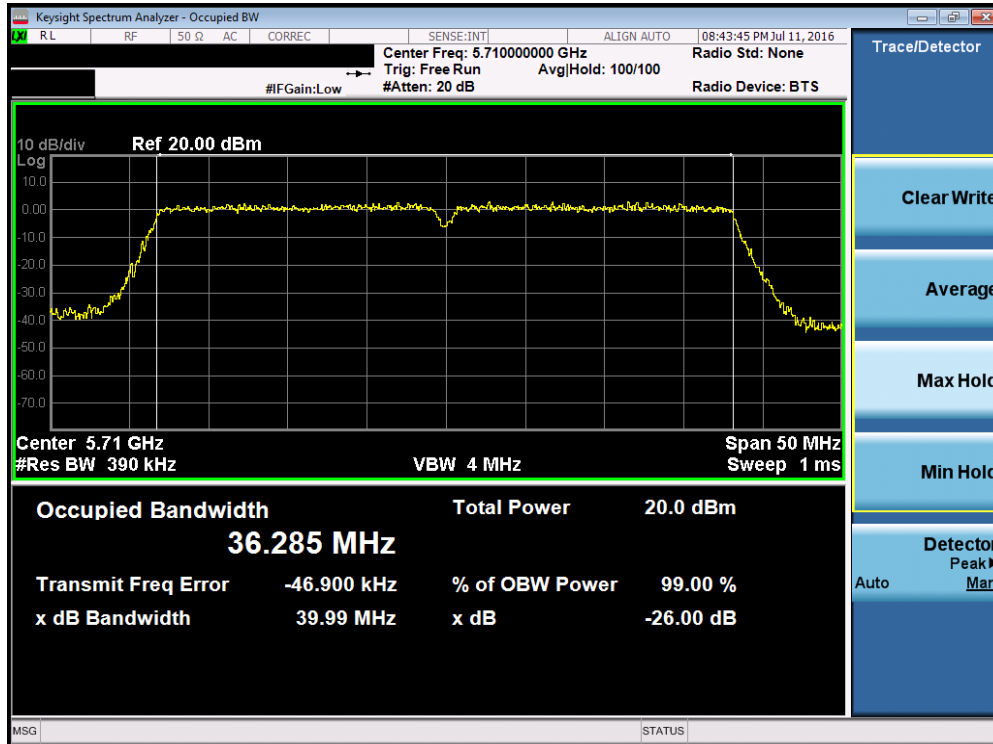 Keysight Spectrum Analyzer - Occupied BW
LXI RL RF 50 Ω AC CORREC SENSE:INT ALIGN AUTO 08:43:45 PM Jul 11, 2016
Center Freq: 5.710000000 GHz Radio Std: None
Trig: Free Run Avg|Hold: 100/100
#IFGain:Low #Atten: 20 dB Radio Device: BTS
10 dB/div Ref 20.00 dBm
Log
10.0
0.00
-10.0
-20.0
-30.0
-40.0
-50.0
-60.0
-70.0
Center 5.71 GHz Span 50 MHz
#Res BW 390 kHz VBW 4 MHz Sweep 1 ms
Occupied Bandwidth Total Power 20.0 dBm
36.285 MHz
Transmit Freq Error -46.900 kHz % of OBW Power 99.00 %
x dB Bandwidth 39.99 MHz x dB -26.00 dB
MSG STATUS
Trace/Detector
Clear Write
Average
Max Hold
Min Hold
Detector
Peak
Auto Man